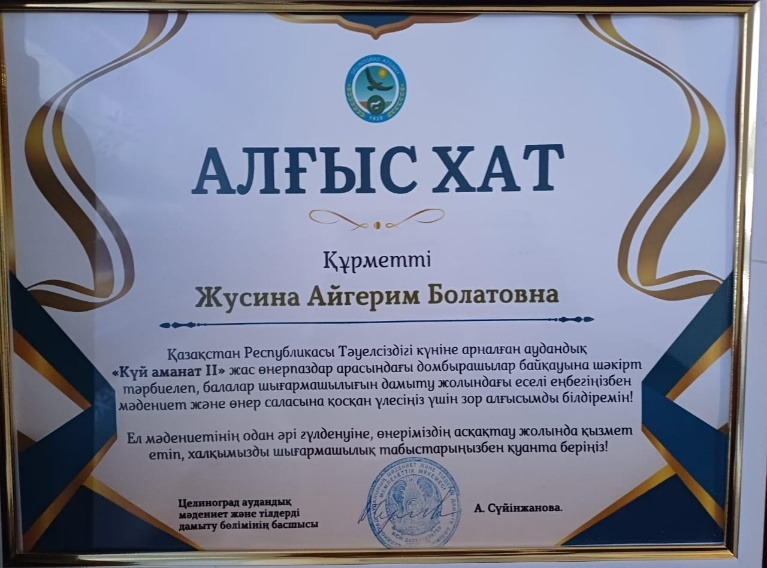 АЛҒЫС ХАТ
Құрметті
Жусина Айгерим Болатовна
Қазақстан Республикасы Тәуелсіздігі күніне арналған аудандық
«Күй аманат II» жас өнерпаздар арасындағы домбырашылар байқауына шәкірт
тәрбиелеп, балалар шығармашылығын дамыту жолындағы еселі еңбегіңізбен
мәдениет және өнер саласына қосқан үлесіңіз үшін зор алғысымды білдіремін!
Ел мәдениетінің одан әрі гүлденуіне, өнеріміздің асқақтау жолында қызмет
етіп, халқымызды шығармашылық табыстарыңызбен қуанта беріңіз!
Целиноград аудандық
мәдениет және тілдерді
дамыту бөлімінің басшысы
А. Сүйінжанова.